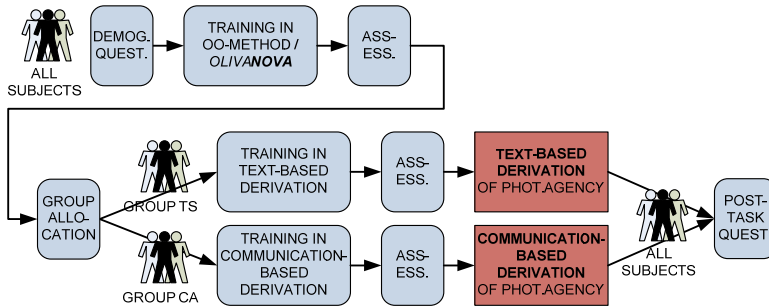 DEMOG.
QUEST.
TRAINING IN
OO-METHOD /
OLIVANOVA
ASS-
ESS.
ALL
SUBJECTS
GROUP
ALLO-
CATION
GROUP TS
TRAINING IN
TEXT-BASED
DERIVATION
ASS-
ESS.
TEXT-BASED
DERIVATION
OF PHOT.AGENCY
GROUP CA
TRAINING IN
COMMUNICATION-
BASED
DERIVATION
ASS-
ESS.
COMMUNICATION-
BASED
DERIVATION
OF PHOT.AGENCY
ALL
SUBJECTS
POST-
TASK
QUEST.